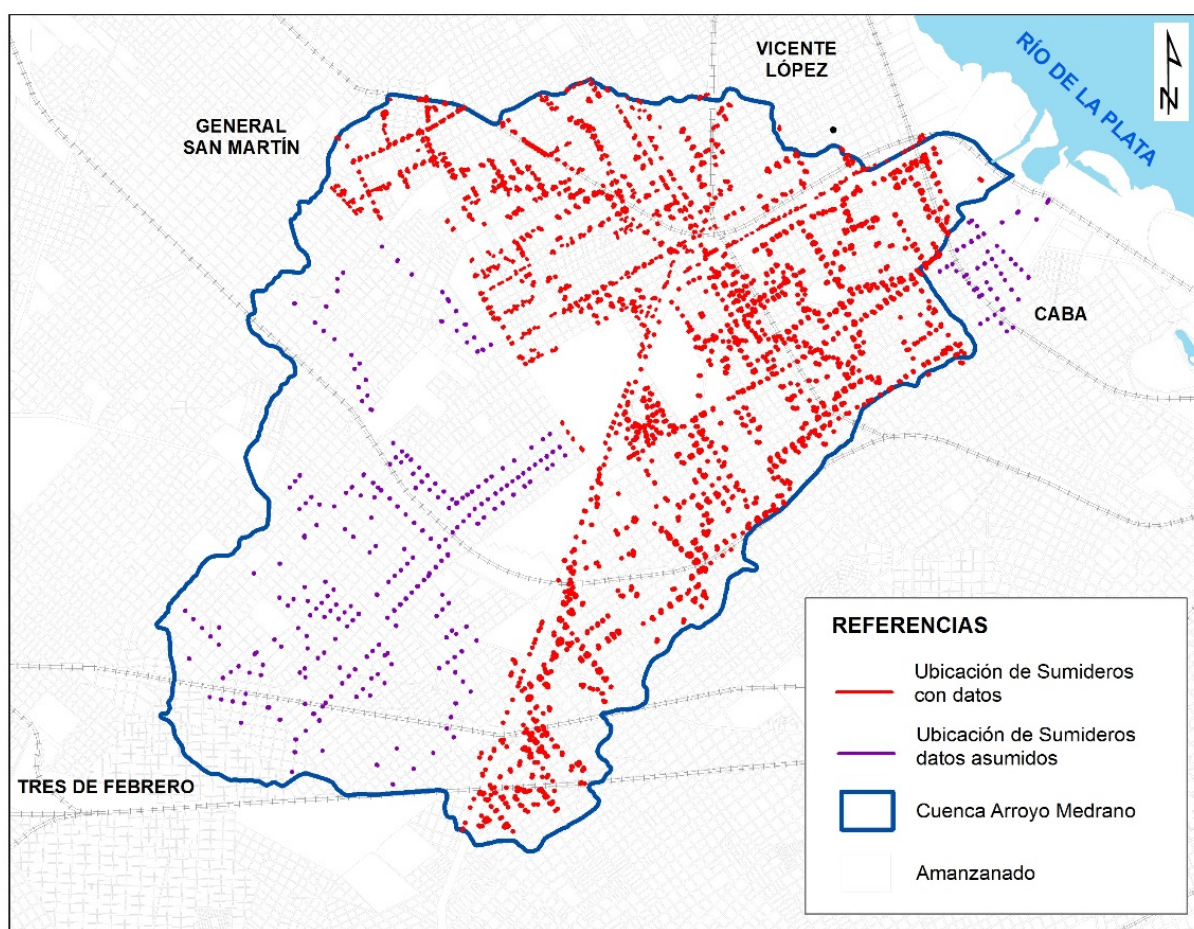 VICENTE
LÓPEZ
RÍO DE LA PLATA
N
GENERAL
SAN MARTÍN
CABA
TRES DE FEBRERO
REFERENCIAS
Ubicación de Sumideros
con datos
Ubicación de Sumideros
datos asumidos
Cuenca Arroyo Medrano
Amanzanado